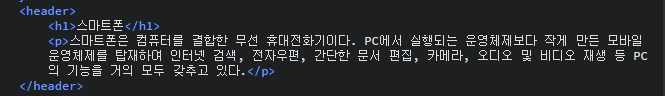 <header>
<h1>스마트폰</h1>
<p>스마트폰은 컴퓨터를 결합한 무선 휴대전화기이다. PC에서 실행되는 운영체제보다 작게 만든 모바일
운영체제를 탑재하며 인터넷 검색, 전자우편, 간단한 문서 편집, 카메라, 오디오 및 비디오 재생 등 PC
의 기능을 거의 모두 갖추고 있다.</p>
</header>